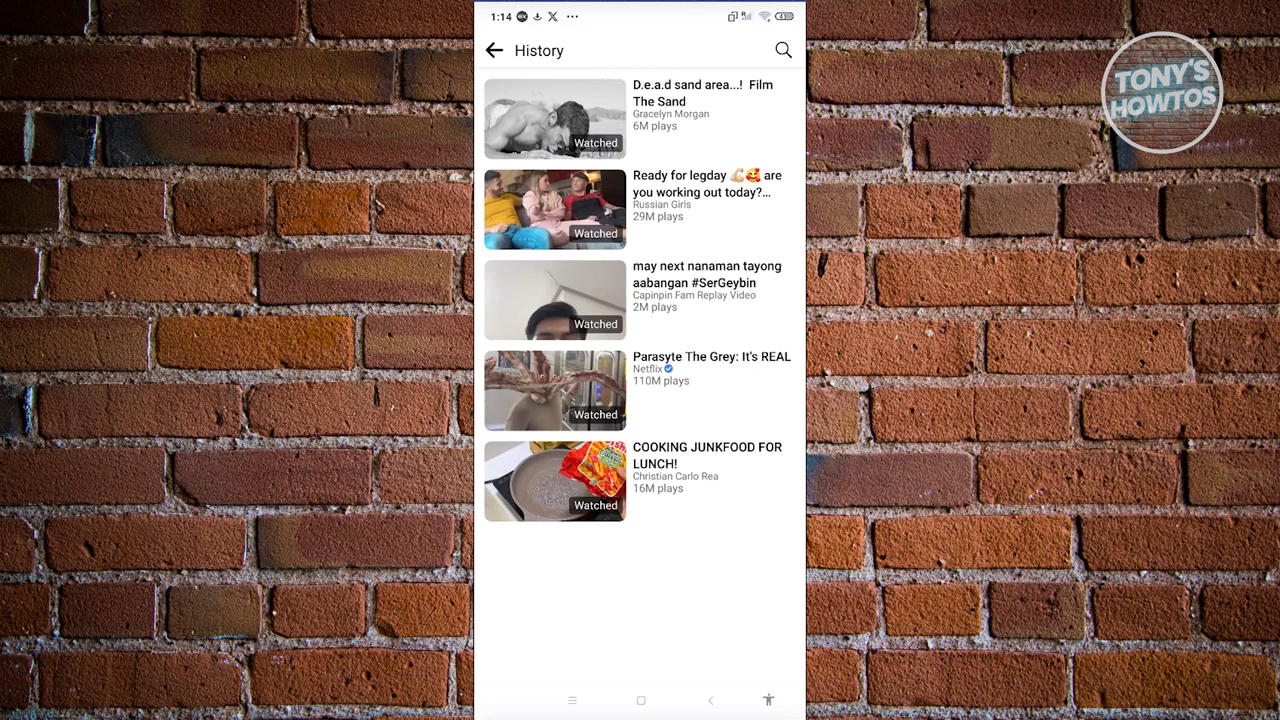 1:14
TONY'S
HOWTOS
History
D.e.a.d sand area...! Film
The Sand
Gracelyn Morgan
6M plays
Watched
Ready for legday 💪🏻🥰 are
you working out today?...
Russian Girls
29M plays
Watched
may next nanaman tayong
aabangan #SerGeybin
Capinpin Fam Replay Video
2M plays
Watched
Parasyte The Grey: It's REAL
Netflix
110M plays
Watched
COOKING JUNKFOOD FOR
LUNCH!
Christian Carlo Rea
16M plays
Watched